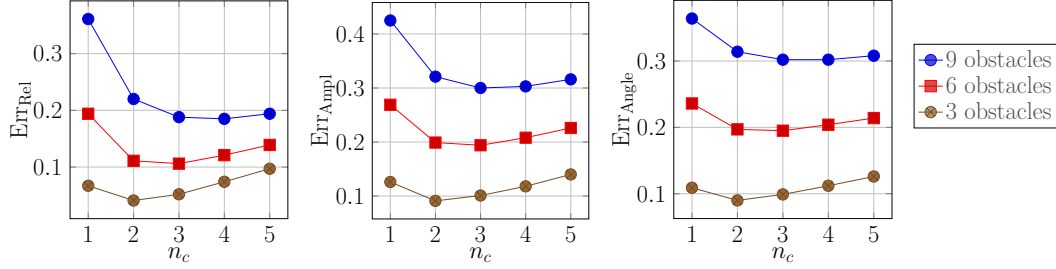 Err_Rel
0.3
0.2
0.1
1 2 3 4 5
n_c
Err_Ampl
0.4
0.3
0.2
0.1
1 2 3 4 5
n_c
Err_Angle
0.3
0.2
0.1
1 2 3 4 5
n_c
9 obstacles
6 obstacles
3 obstacles